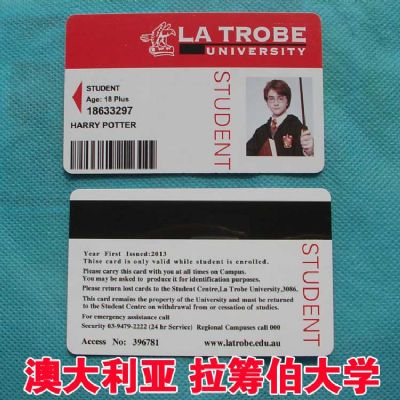 LA TROBE
UNIVERSITY
STUDENT
Age: 18 Plus
18633297
HARRY POTTER
STUDENT
Year First Issued:2013
Thise card is only valid while student is enrolled.
Please carry this card with you at all times on Campus.
You may be asked to produce it for identification purposes.
Please return lost cards to the Student Centre,La Trobe University,3086.
This card remains the property of the University and must be returned
to the Student Centre on withdrawal from or cessation of studies.
For emergency assistance call
Security 03-9479-2222 (24 hr Service) Regional Campuses call 000
Access No: 396781 www.latrobe.edu.au
STUDENT
澳大利亚 拉筹伯大学